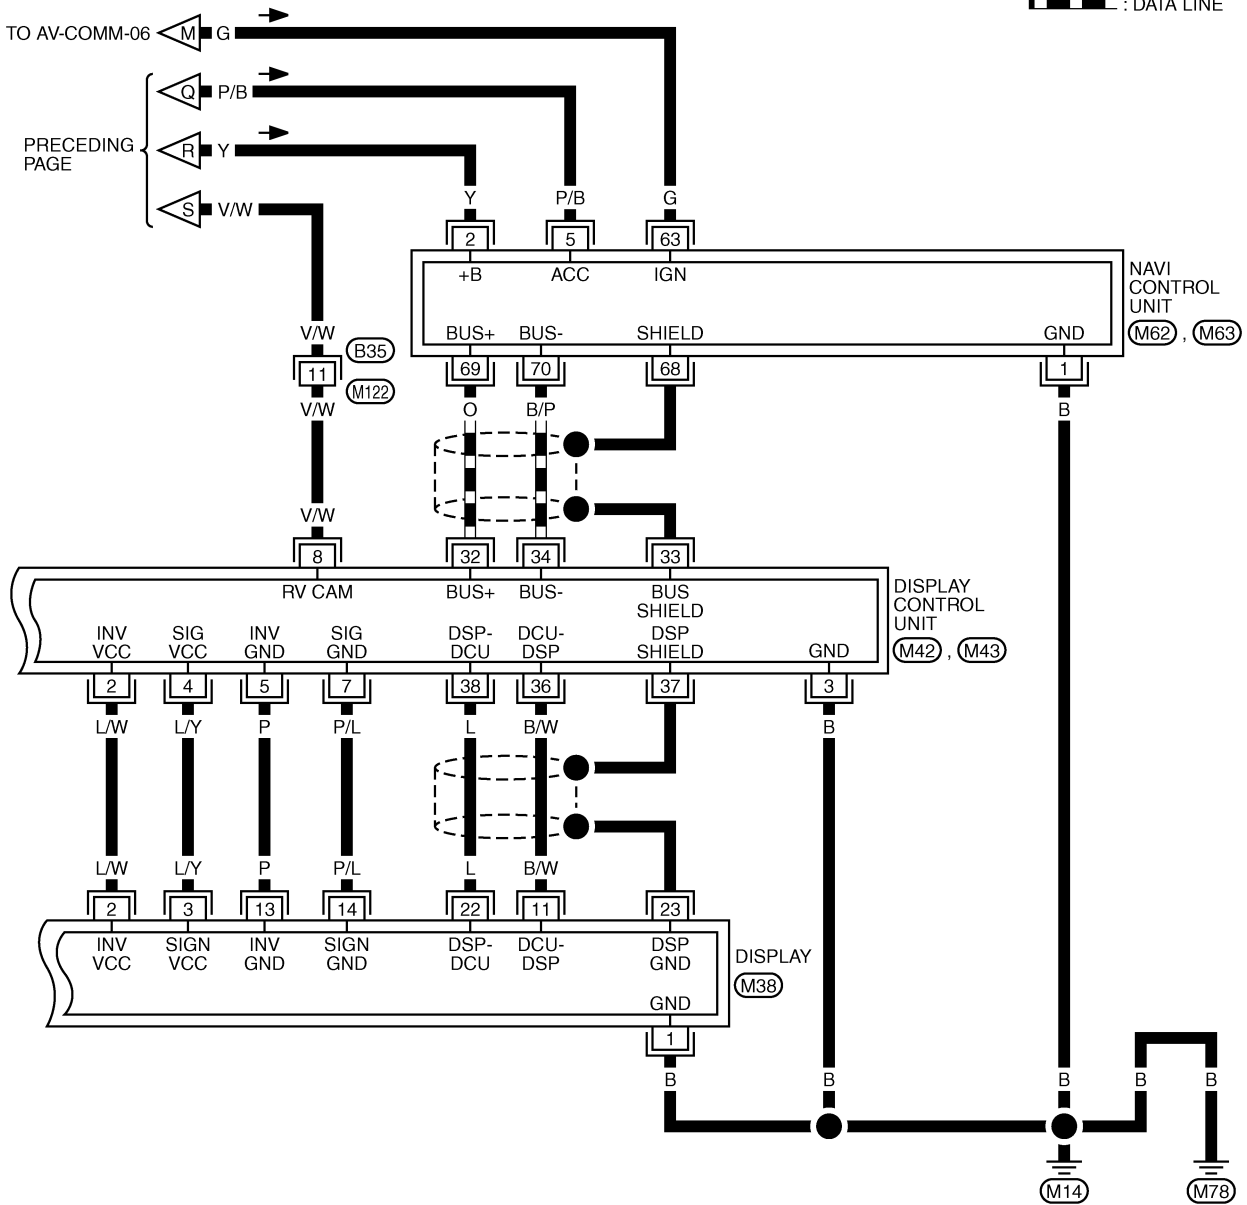 : DATA LINE
TO AV-COMM-06 M G
Q P/B
PRECEDING
PAGE
R Y
S V/W
Y P/B G
2 5 63
+B ACC IGN
NAVI
CONTROL
UNIT
M62 , M63
BUS+ BUS- SHIELD GND
69 70 68 1
V/W
B35
11
M122
V/W
O B/P B
V/W
8 32 34 33
RV CAM BUS+ BUS- BUS
SHIELD
DISPLAY
CONTROL
UNIT
M42 , M43
INV SIG INV SIG DSP- DCU- DSP
VCC VCC GND GND DCU DSP SHIELD GND
2 4 5 7 38 36 37 3
L/W L/Y P P/L L B/W B
L/W L/Y P P/L L B/W
2 3 13 14 22 11 23
INV SIGN INV SIGN DSP- DCU- DSP
VCC VCC GND GND DCU DSP GND
DISPLAY
M38
GND
1
B B B B B
M14 M78